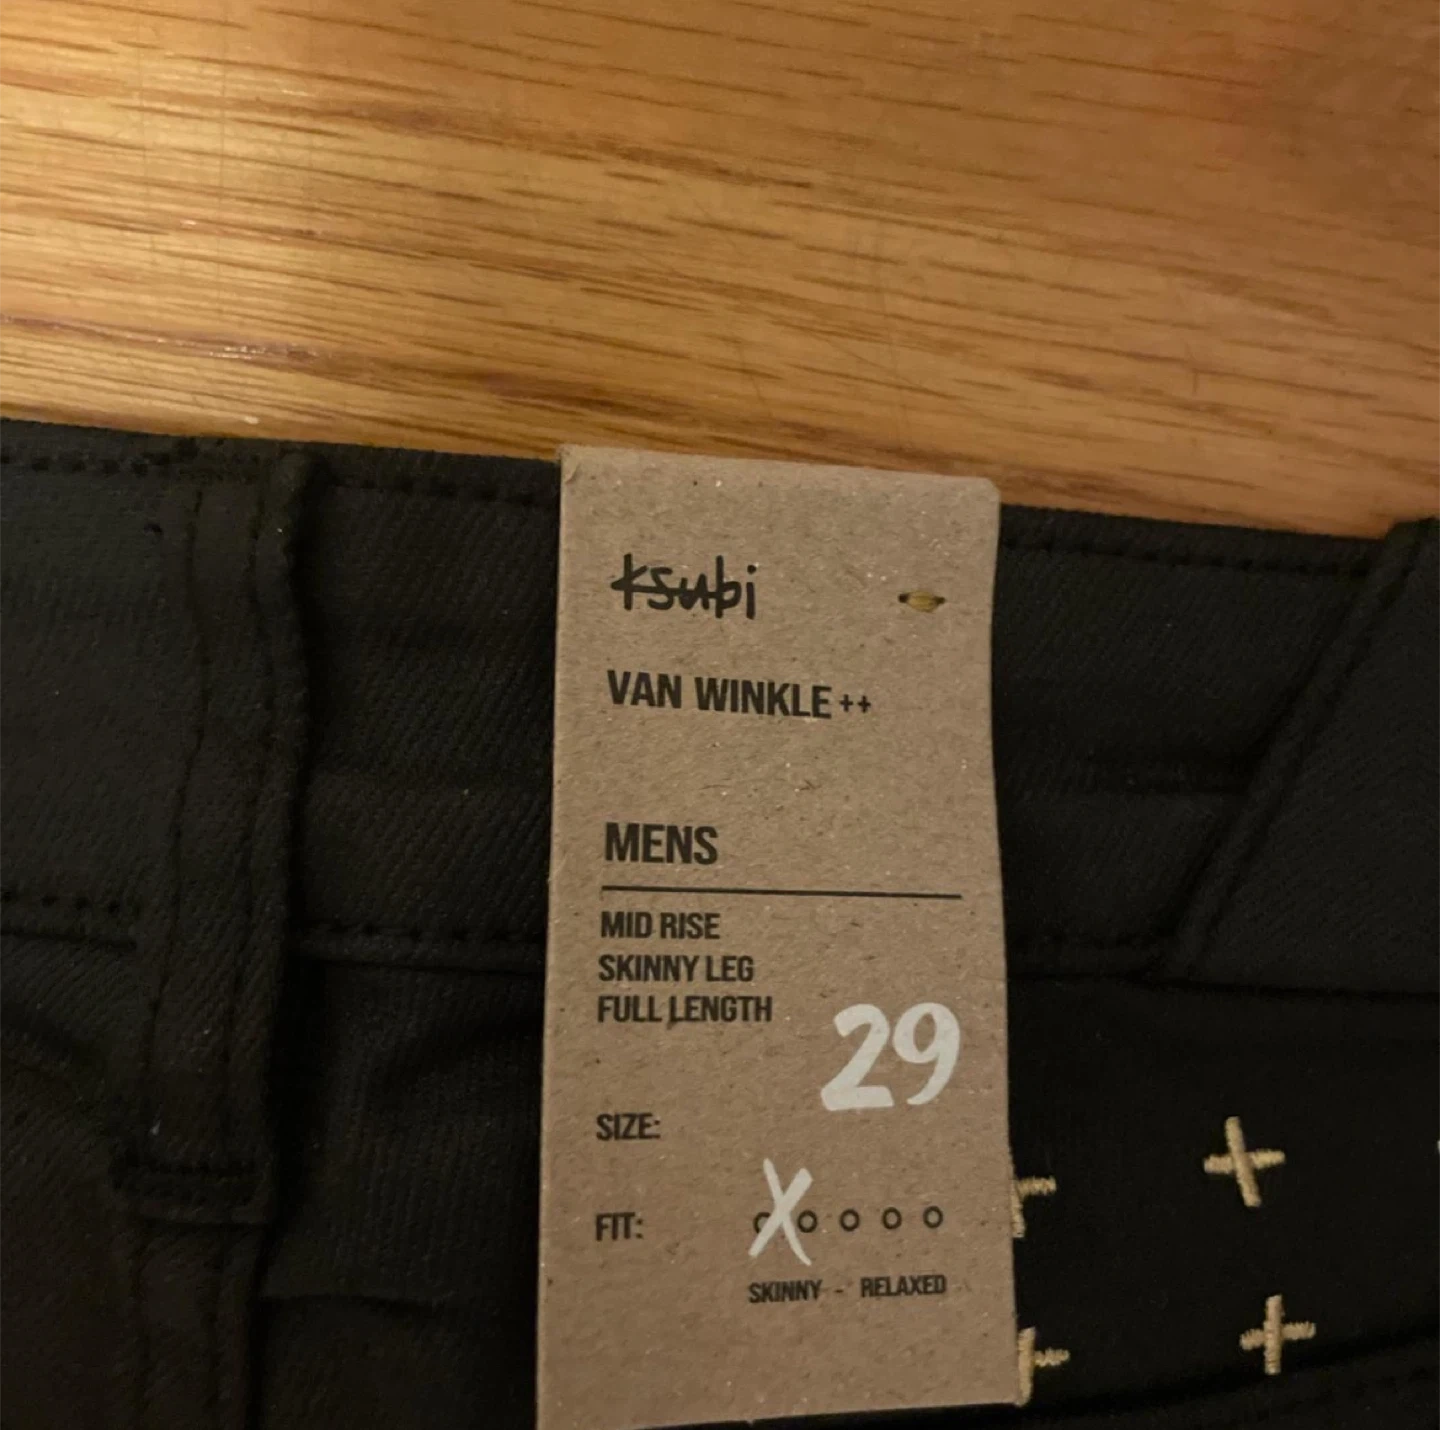 ksubi
VAN WINKLE ++
MENS
MID RISE
SKINNY LEG
FULL LENGTH
29
SIZE:
X
FIT:
SKINNY - RELAXED